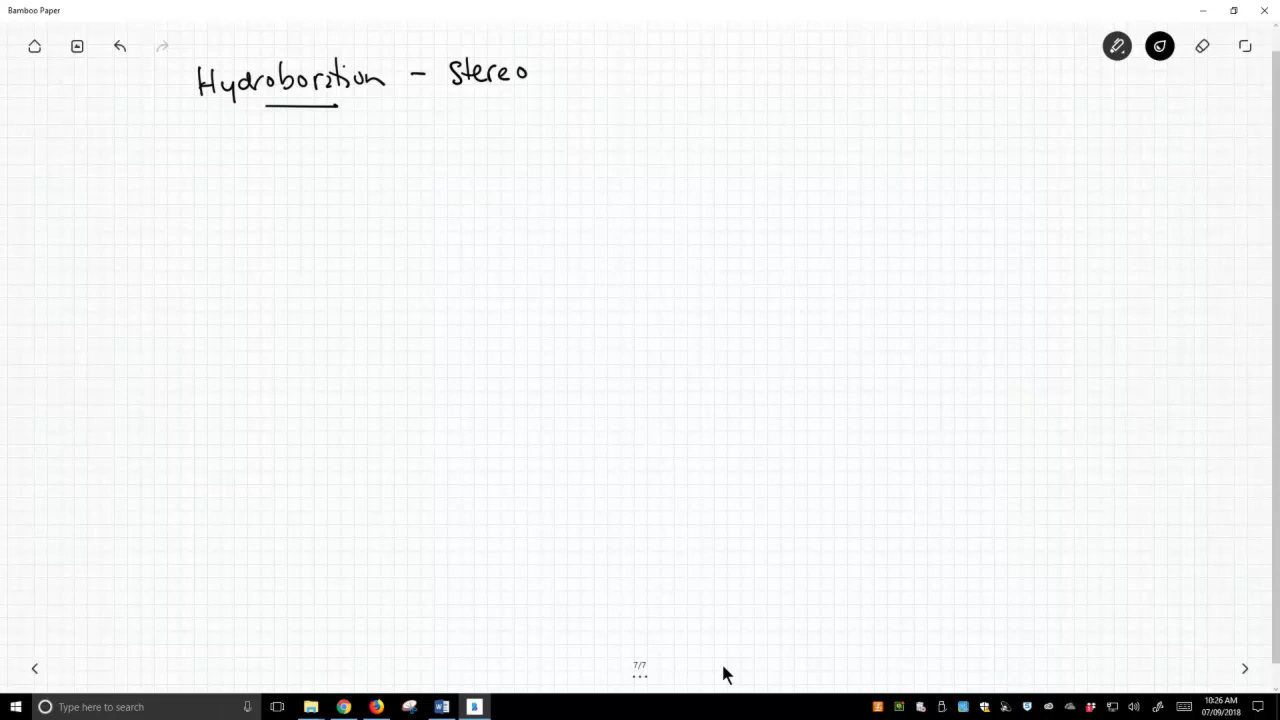 Bamboo Paper
Hydroboration - Stereo
7/7
Type here to search
10:26 AM
07/09/2018